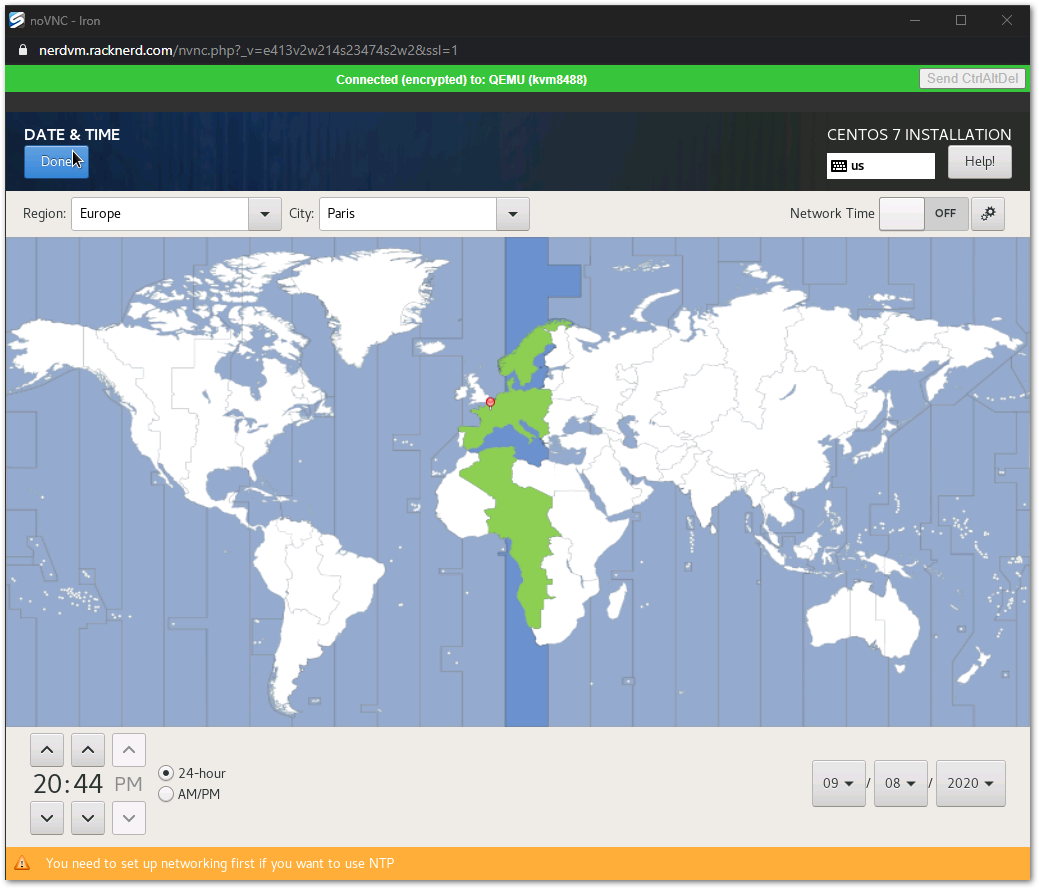 noVNC - Iron
nerdvm.racknerd.com/nvnc.php?_v=e413v2w214s23474s2w2&ssl=1
Connected (encrypted) to: QEMU (kvm8488)
Send CtrlAltDel
DATE & TIME
CENTOS 7 INSTALLATION
Done
us
Help!
Region: Europe City: Paris Network Time OFF
20:44 PM
24-hour
AM/PM
09 / 08 / 2020
You need to set up networking first if you want to use NTP